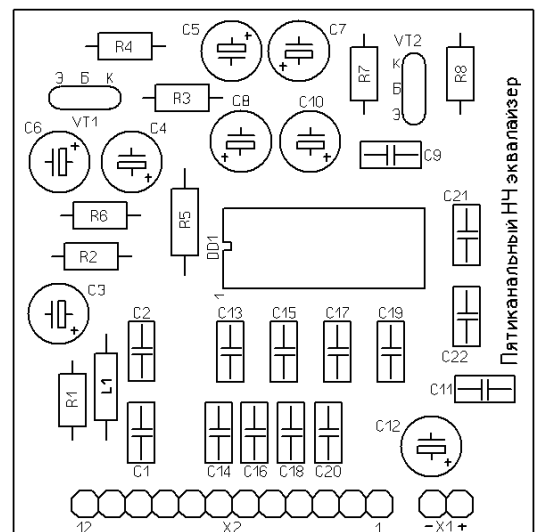 C5
C7
R4
VT2
К
Б
Э
R7
R8
Э Б К
VT1
R3
C6
C4
C8
C10
C9
R6
R5
R2
C21
DD1
1
C3
C2
C13
C15
C17
C19
C22
R1
L1
C11
C12
C1
C14
C16
C18
C20
12
X2
1
-X1+
Пятиканальный НЧ эквалайзер